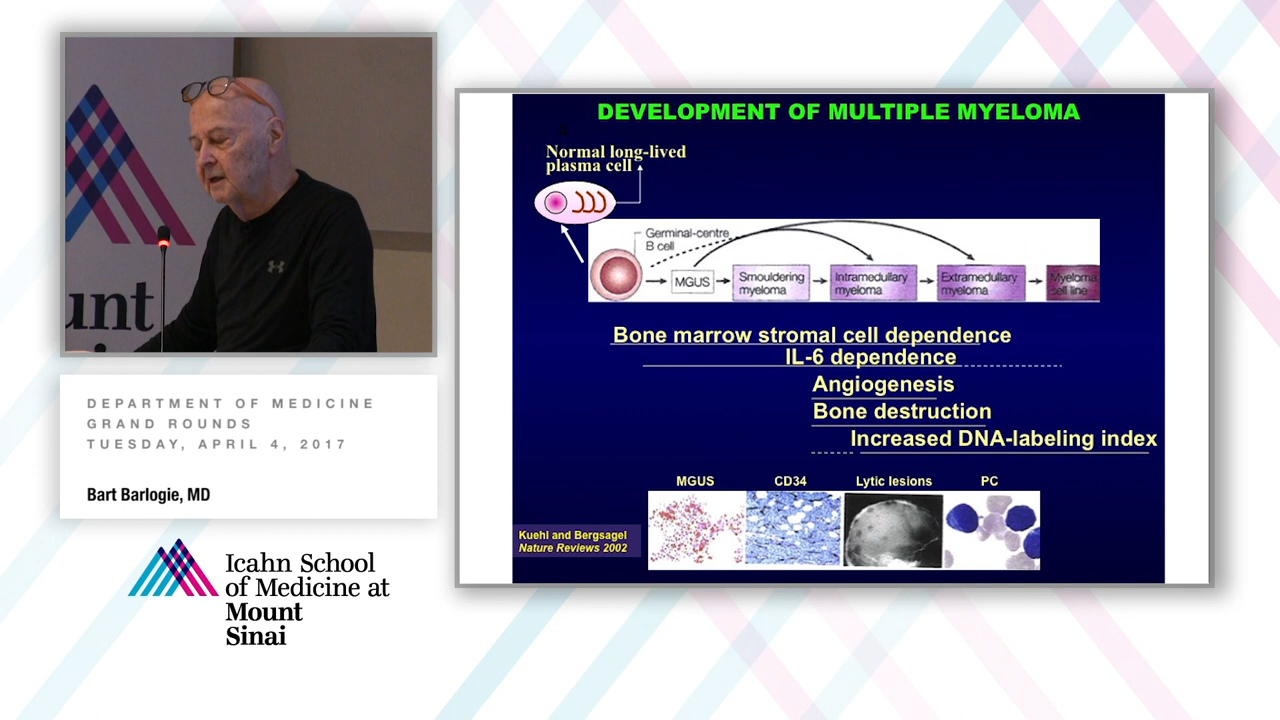 unt
DEPARTMENT OF MEDICINE
GRAND ROUNDS
TUESDAY, APRIL 4, 2017
Bart Barlogie, MD
Icahn School
of Medicine at
Mount
Sinai
DEVELOPMENT OF MULTIPLE MYELOMA
Normal long-lived
plasma cell
Germinal-centre
B cell
MGUS
Smouldering
myeloma
Intramedullary
myeloma
Extramedullary
myeloma
Myeloma
cell line
Bone marrow stromal cell dependence
IL-6 dependence
Angiogenesis
Bone destruction
Increased DNA-labeling index
MGUS
CD34
Lytic lesions
PC
Kuehl and Bergsagel
Nature Reviews 2002